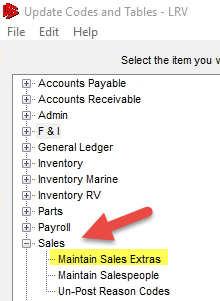 Update Codes and Tables - LRV
File Edit Help
Select the item you
Accounts Payable
Accounts Receivable
Admin
F & I
General Ledger
Inventory
Inventory Marine
Inventory RV
Parts
Payroll
Sales
Maintain Sales Extras
Maintain Salespeople
Un-Post Reason Codes